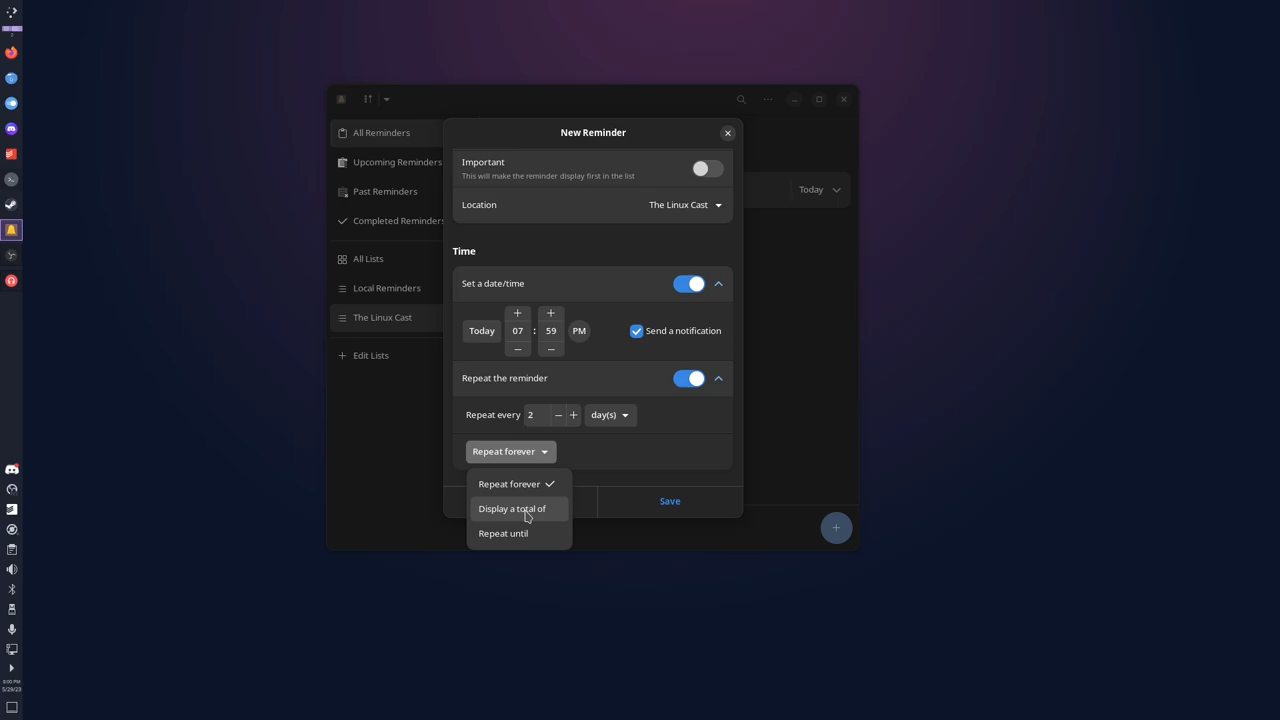 New Reminder
All Reminders
Upcoming Reminders
Past Reminders
Completed Reminders
All Lists
Local Reminders
The Linux Cast
Edit Lists
Today
Important
This will make the reminder display first in the list
Location
The Linux Cast
Time
Set a date/time
Today
07 : 59 PM
Send a notification
Repeat the reminder
Repeat every 2 day(s)
Repeat forever
Repeat forever
Display a total of
Repeat until
Save
8:00 PM
5/29/23